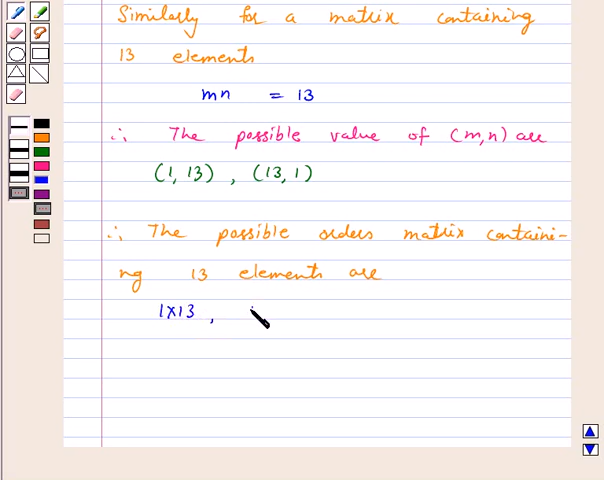 Similarly for a matrix containing
13 elements
mn = 13
∴ The possible value of (m,n) are
(1, 13) , (13, 1)
∴ The possible orders matrix containi-
ng 13 elements are
1×13 ,